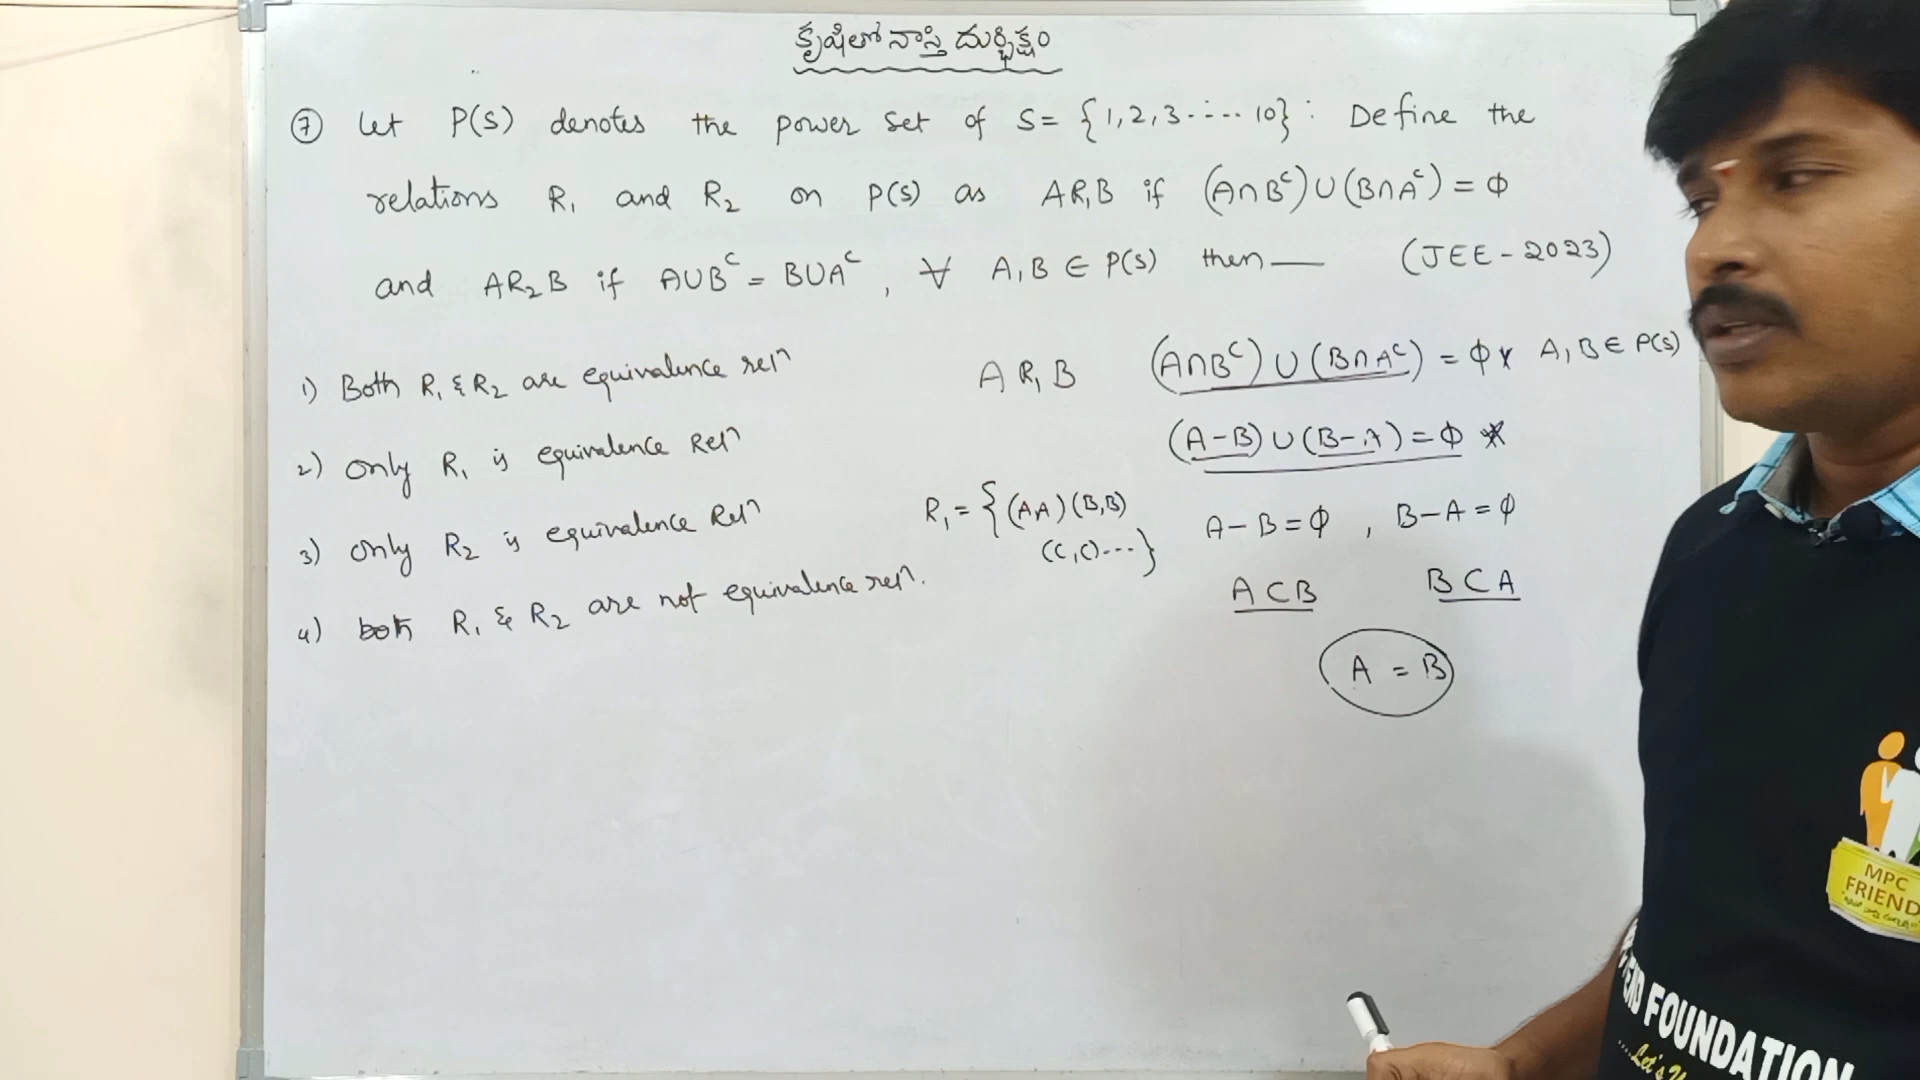 కృషితో నాస్తి దుర్భిక్షం
⑦ Let P(S) denotes the power set of S = {1,2,3.....10}: Define the
relations R₁ and R₂ on P(S) as AR₁B if (A∩Bᶜ)∪(B∩Aᶜ) = ϕ
and AR₂B if A∪Bᶜ = B∪Aᶜ, ∀ A,B ∈ P(S) then — (JEE-2023)
1) Both R₁ & R₂ are equivalence relⁿ
2) only R₁ is equivalence Relⁿ
3) only R₂ is equivalence Relⁿ
4) both R₁ & R₂ are not equivalence relⁿ.
A R₁ B (A∩Bᶜ) ∪ (B∩Aᶜ) = ϕ * A,B ∈ P(S)
(A-B) ∪ (B-A) = ϕ *
R₁ = {(A,A) (B,B)
(C,C)...}
A-B = ϕ , B-A = ϕ
A⊂B B⊂A
A = B
MPC
FRIEND
FOUNDATION